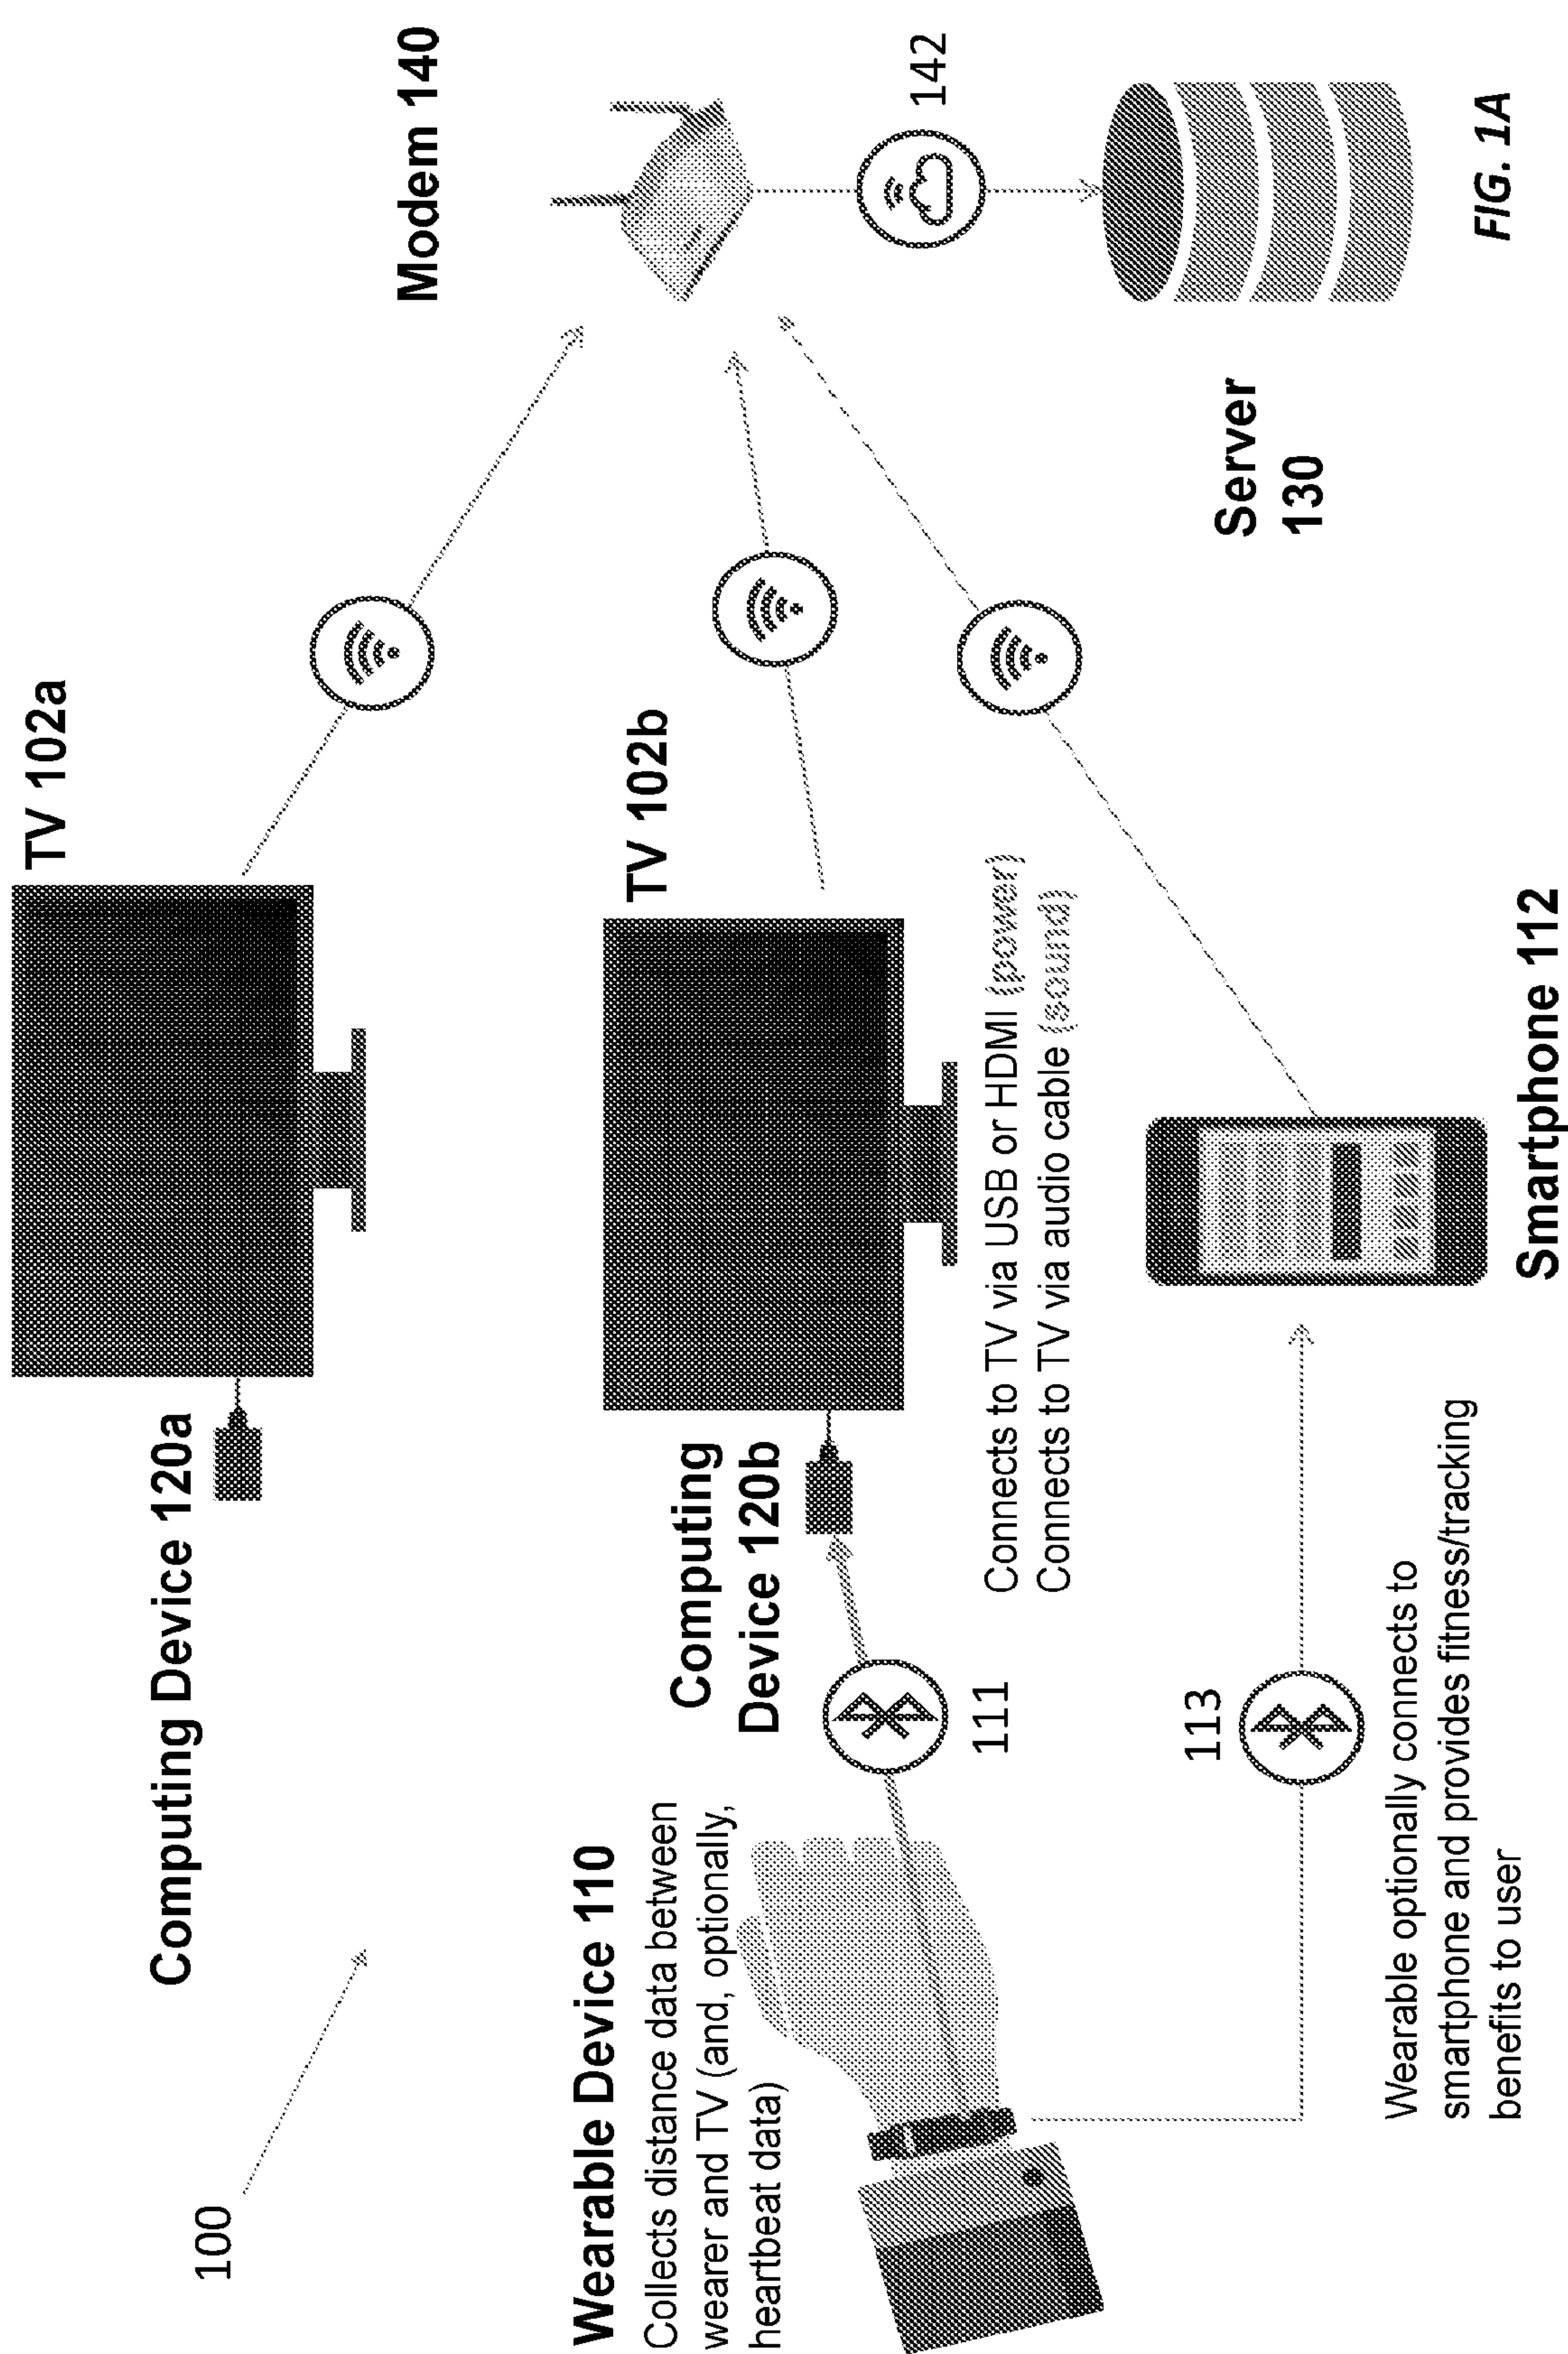 100
Computing Device 120a
TV 102a
Modem 140
Wearable Device 110
Collects distance data between
wearer and TV (and, optionally,
heartbeat data)
111
Computing
Device 120b
TV 102b
Connects to TV via USB or HDMI (power)
Connects to TV via audio cable (sound)
142
113
Wearable optionally connects to
smartphone and provides fitness/tracking
benefits to user
Smartphone 112
Server
130
FIG. 1A